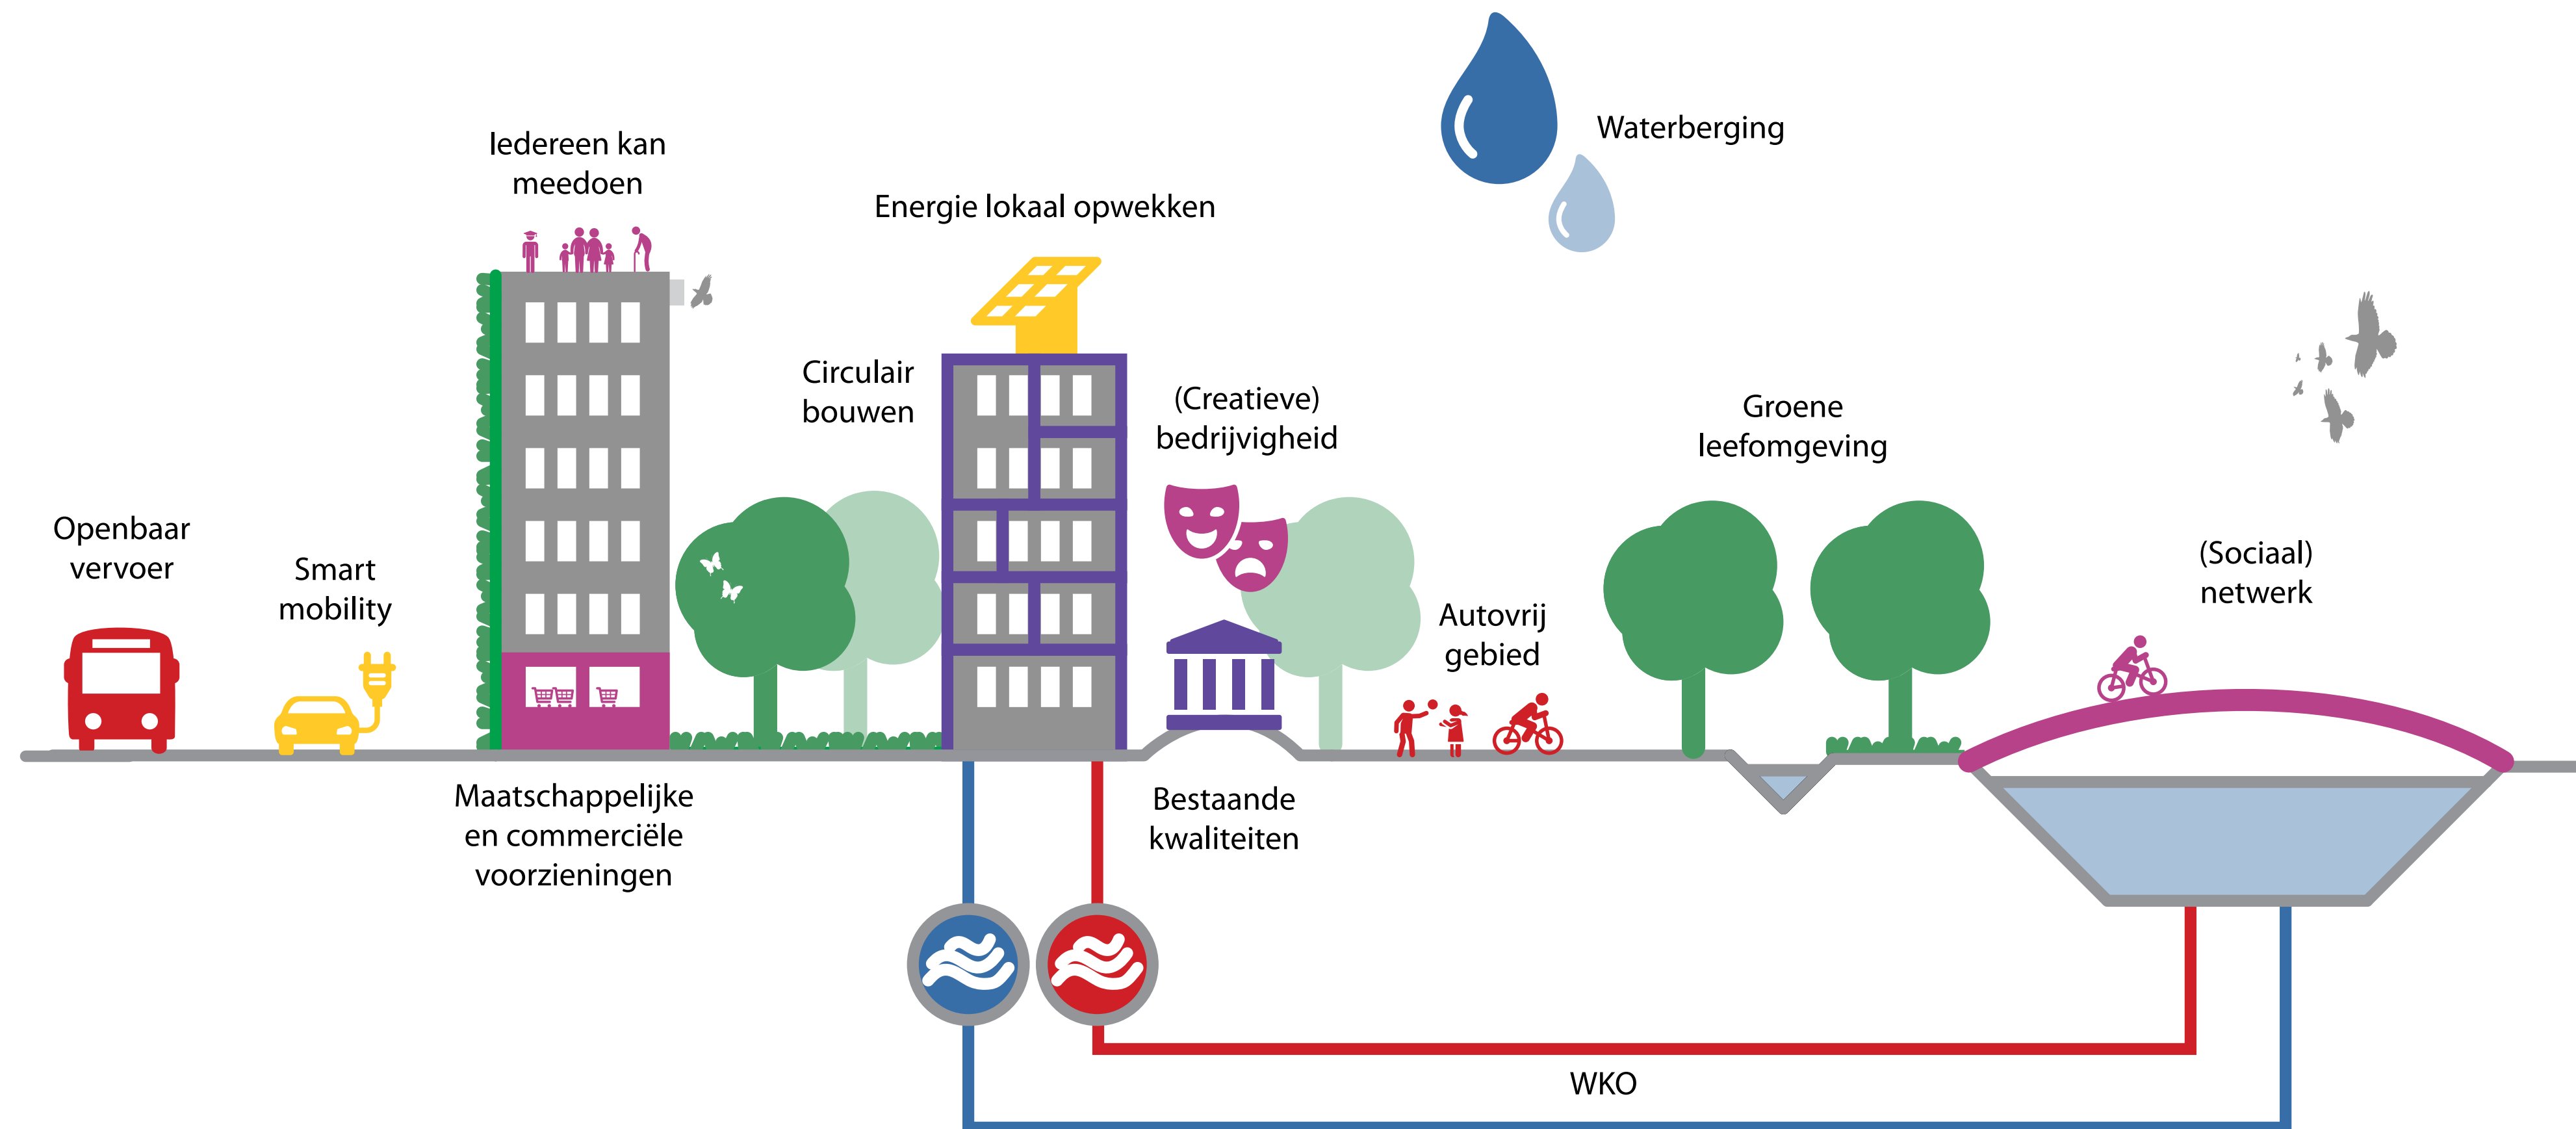 Openbaar
vervoer
Smart
mobility
Iedereen kan
meedoen
Maatschappelijke
en commerciële
voorzieningen
Circulair
bouwen
Energie lokaal opwekken
(Creatieve)
bedrijvigheid
Bestaande
kwaliteiten
Autovrij
gebied
Waterberging
Groene
leefomgeving
(Sociaal)
netwerk
WKO